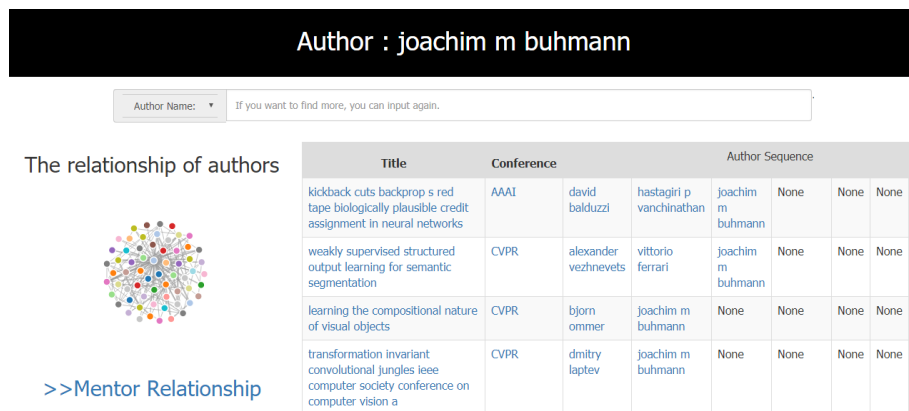 Author : joachim m buhmann
Author Name: ▼ If you want to find more, you can input again.
The relationship of authors
>>Mentor Relationship
Title Conference Author Sequence
kickback cuts backprop s red
tape biologically plausible credit
assignment in neural networks
AAAI
david
balduzzi
hastagiri p
vanchinathan
joachim
m
buhmann
None None None
weakly supervised structured
output learning for semantic
segmentation
CVPR
alexander
vezhnevets
vittorio
ferrari
joachim
m
buhmann
None None None
learning the compositional nature
of visual objects
CVPR
bjorn
ommer
joachim m
buhmann
None None None None
transformation invariant
convolutional jungles ieee
computer society conference on
computer vision a
CVPR
dmitry
laptev
joachim m
buhmann
None None None None